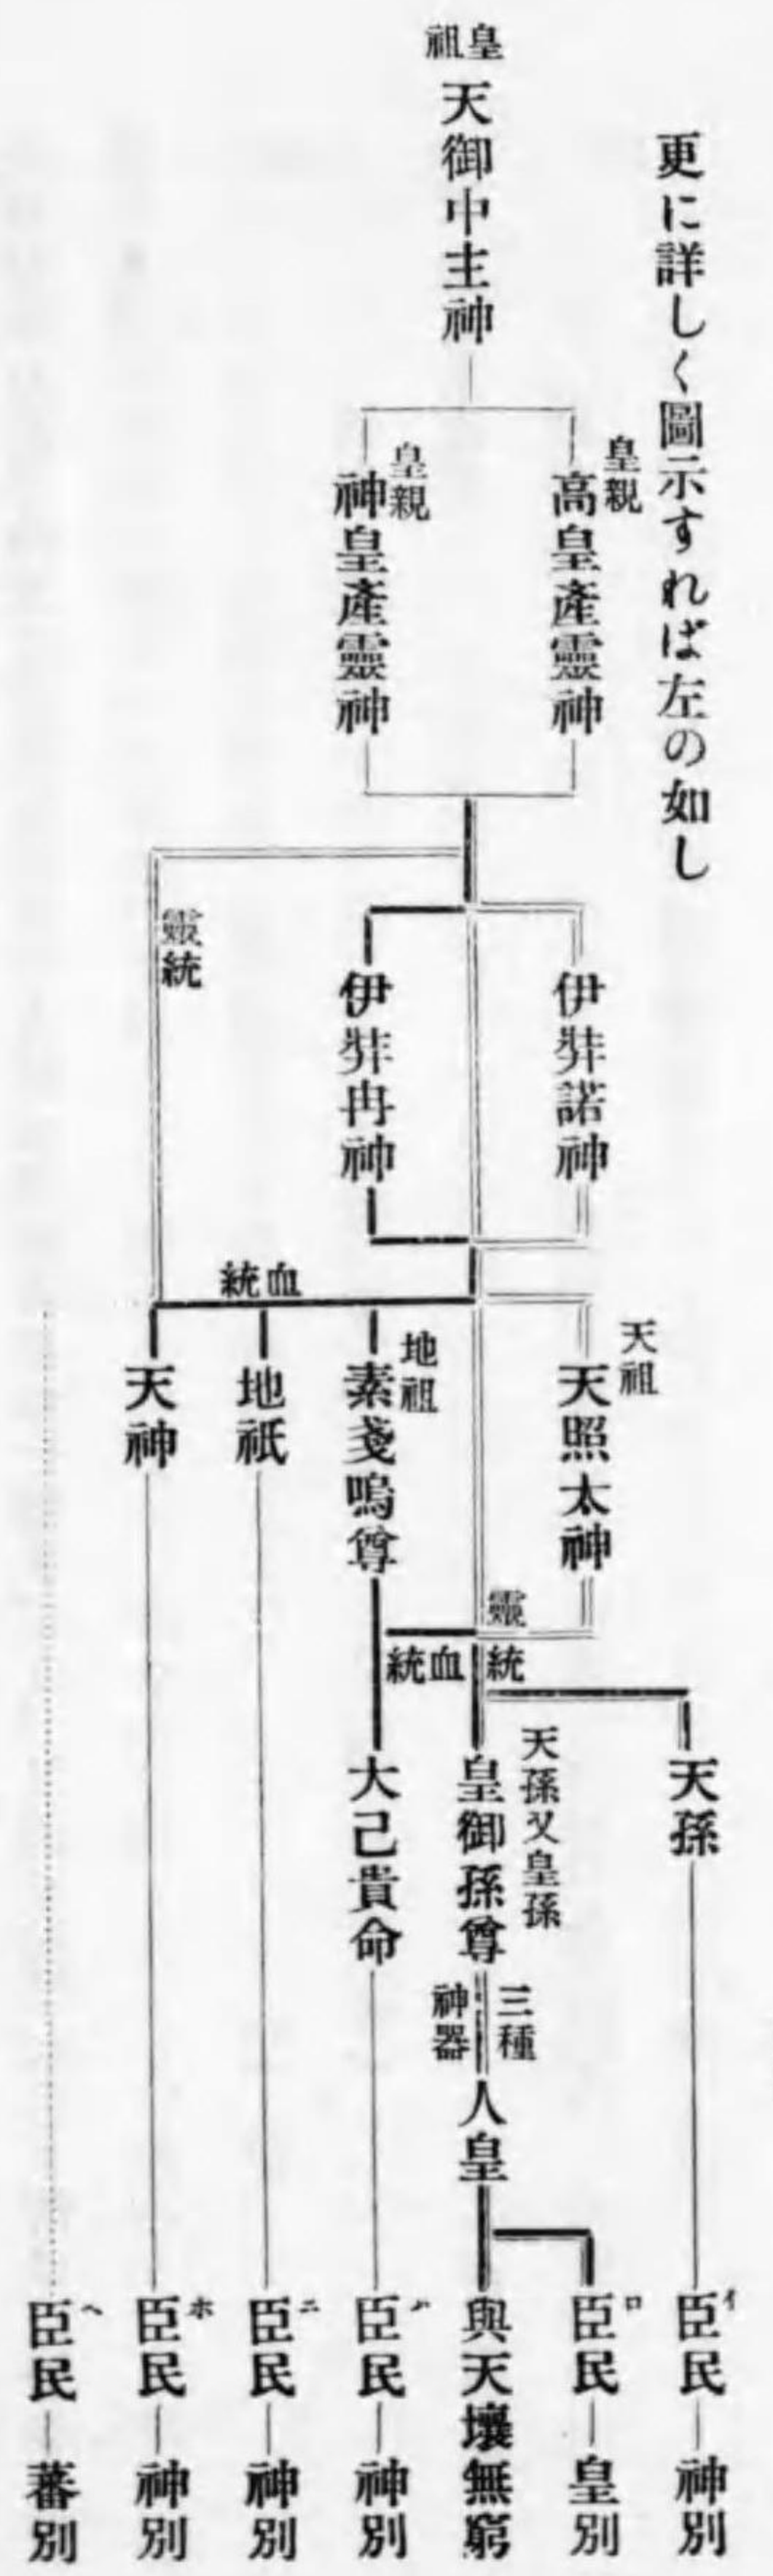 更に詳しく圖示すれば左の如し
皇祖
天御中主神
皇親
高皇產靈神
皇親
神皇產靈神
靈統
伊弉諾神
伊弉冉神
血統
天祖
天照太神
地祖
素戔嗚尊
地祇
天神
靈統
血統
天孫
天孫又皇孫
皇御孫尊
大己貴命
三種
神器
人皇
イ
臣民
神別
ロ
臣民
皇別
與天壤無窮
ハ
臣民
神別
ニ
臣民
神別
ホ
臣民
神別
ヘ
臣民
蕃別